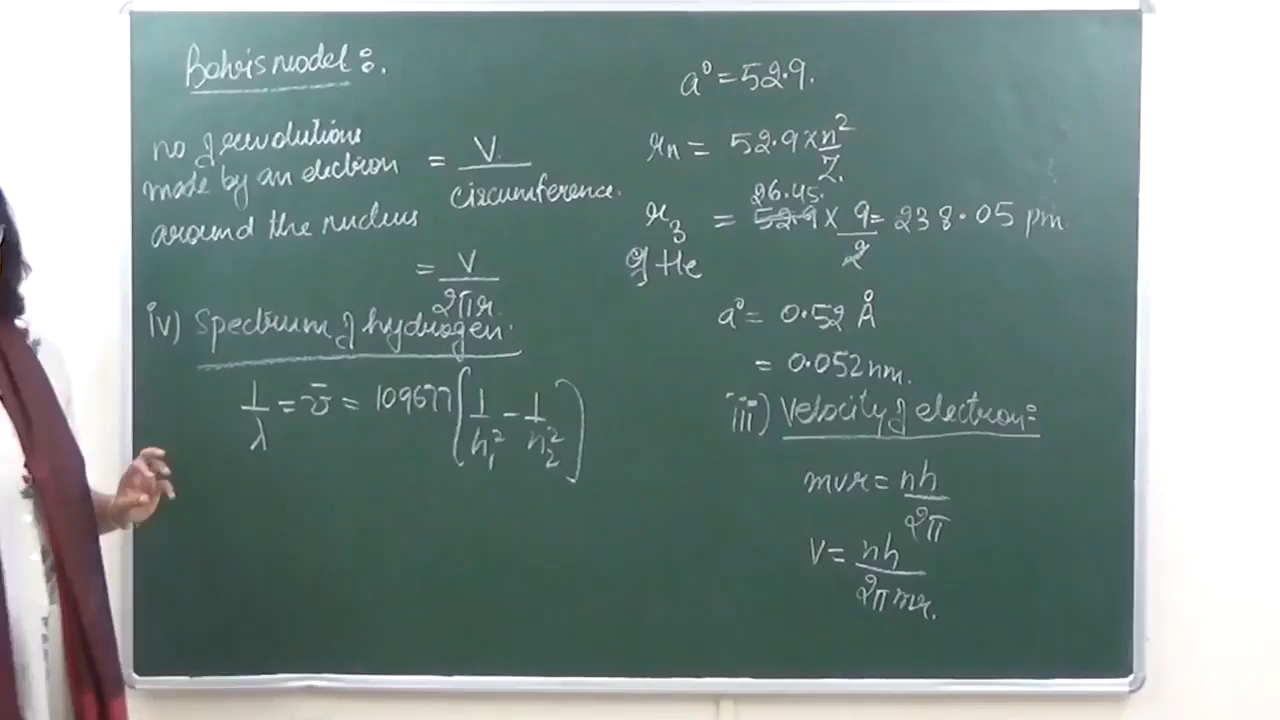 Bohr's model :.
no of revolutions
made by an electron
around the nucleus
= V / circumference.
= V / 2πr
iv) Spectrum of hydrogen.
1/λ = ν̄ = 109677 (1/n₁² - 1/n₂²)
a⁰ = 52.9.
rn = 52.9 × n²/Z.
26.45.
r₃ = 52.9 × 9/2 = 238.05 pm.
of He
a⁰ = 0.52 Å
= 0.052 nm.
iii) Velocity of electron:
mvr = nh/2π
V = nh/2πmr.